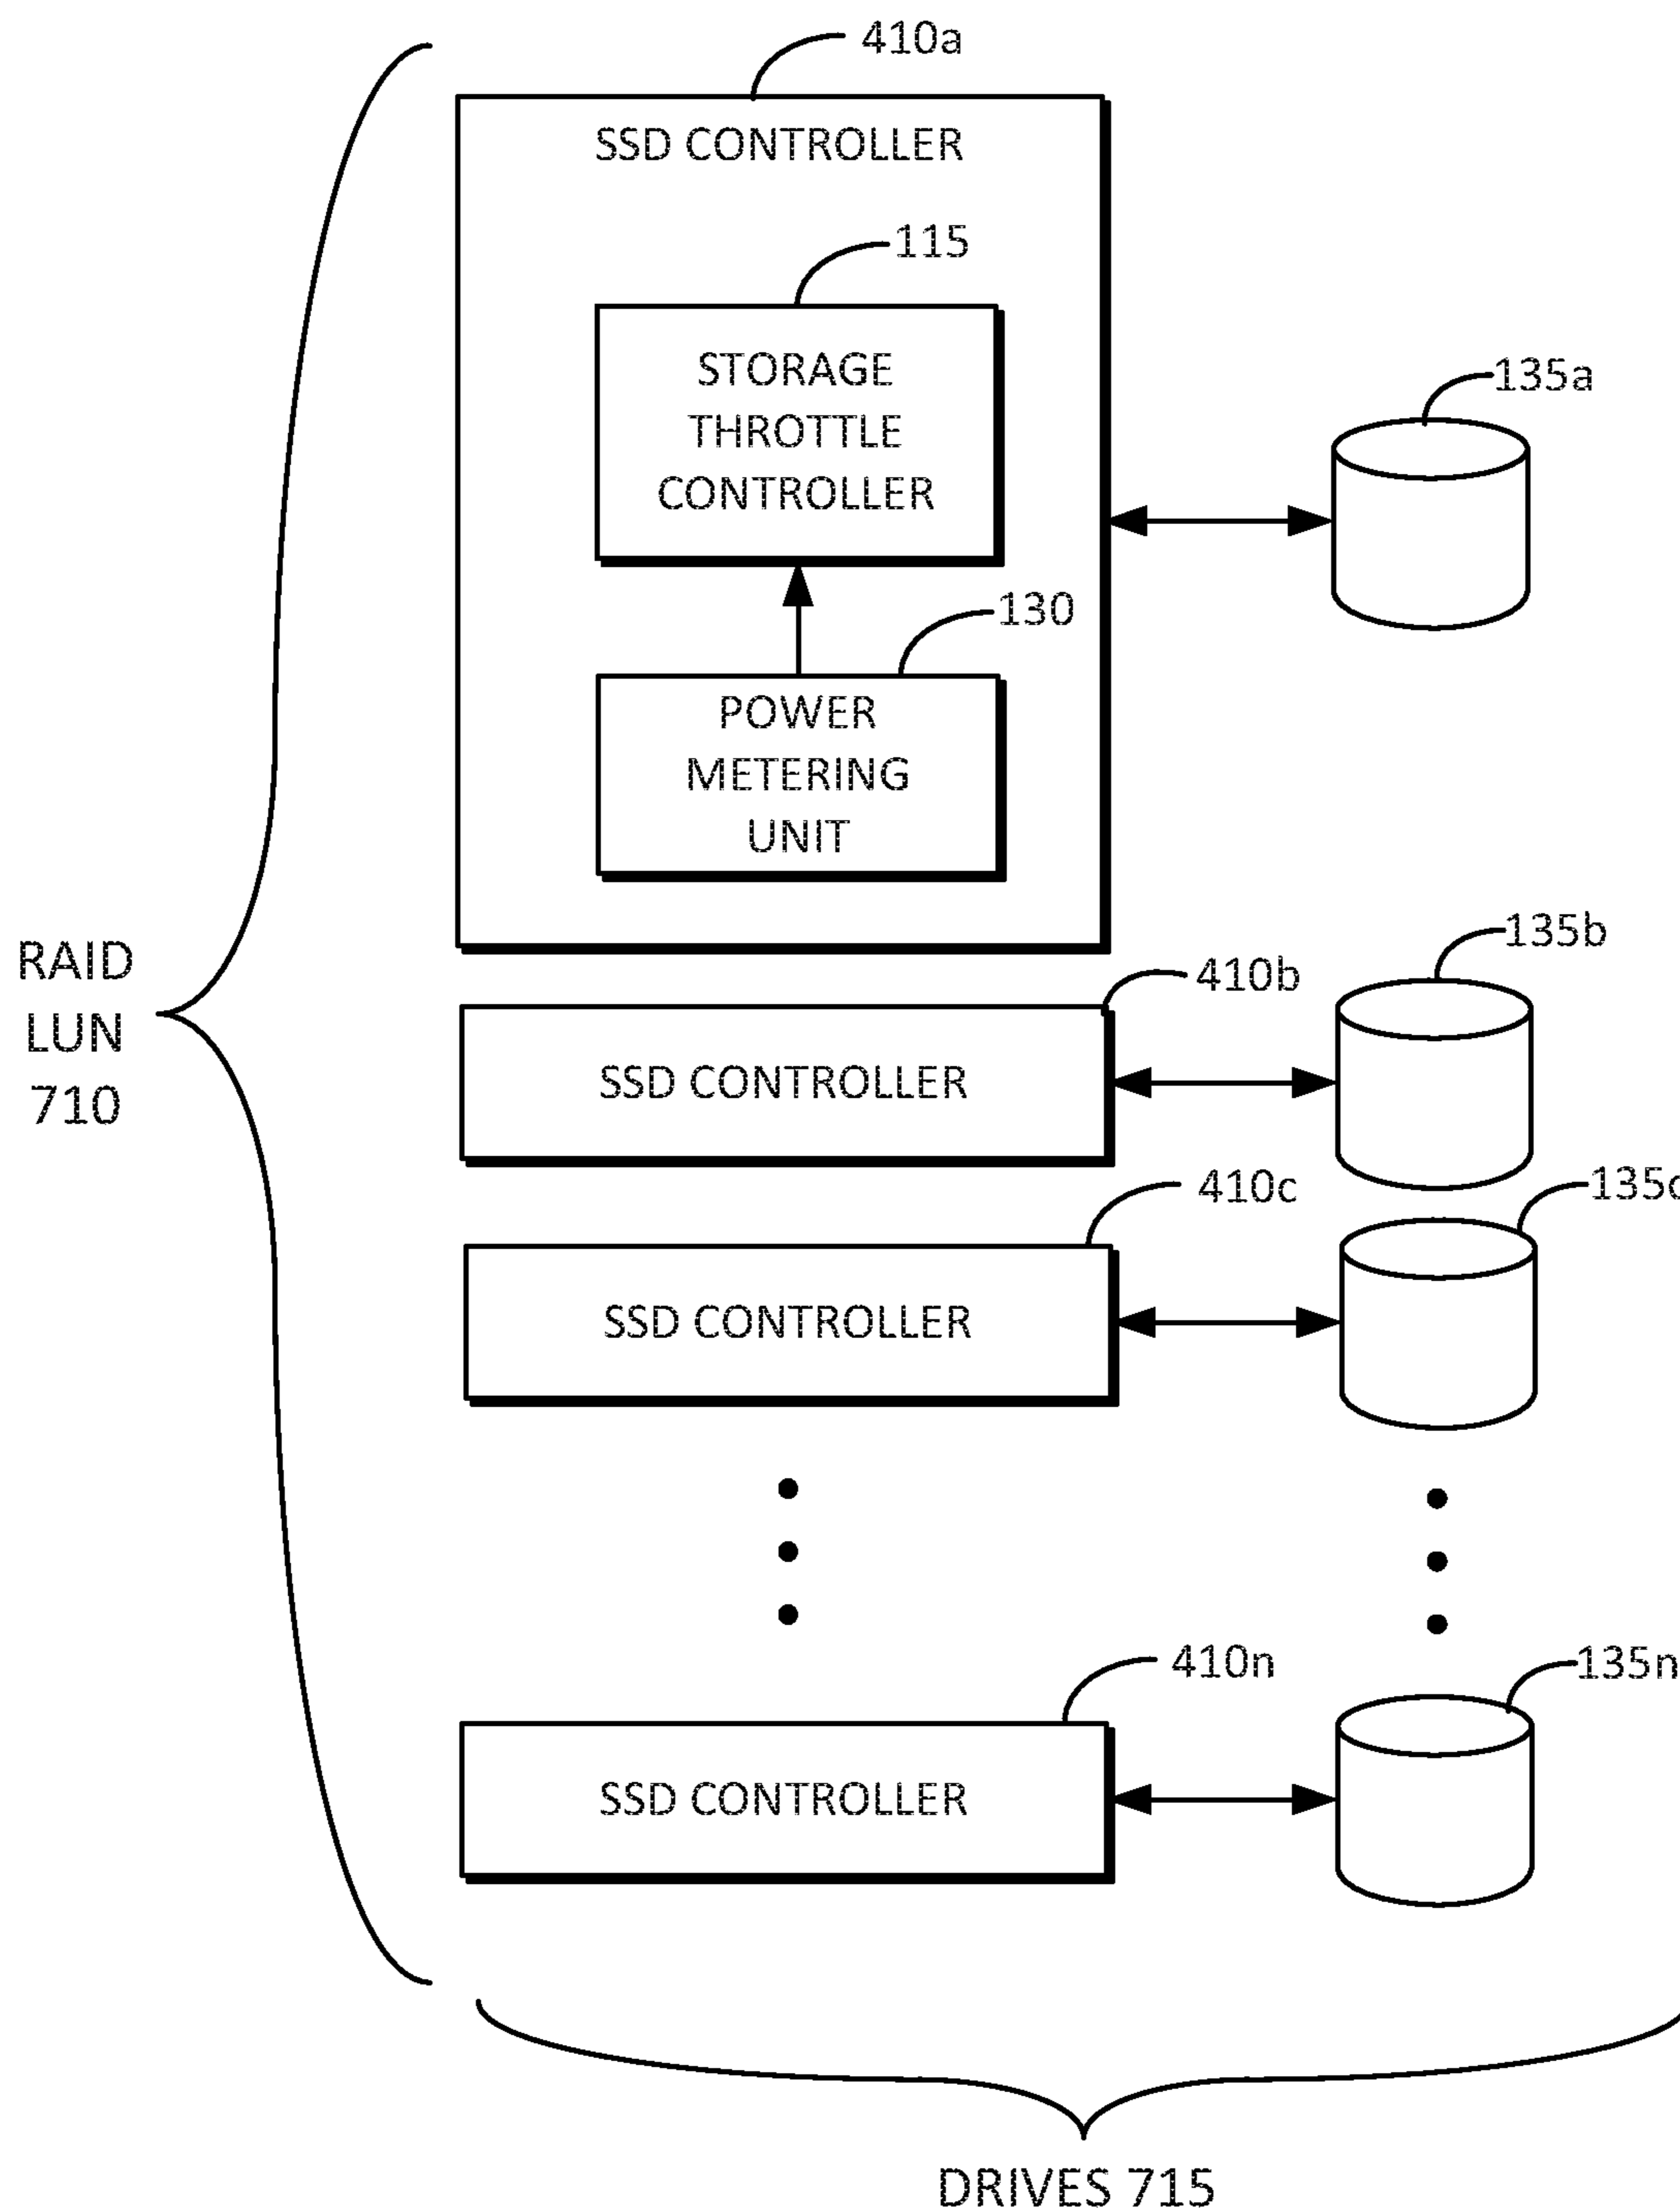 410a
SSD CONTROLLER
115
STORAGE
THROTTLE
CONTROLLER
135a
130
POWER
METERING
UNIT
135b
RAID
LUN
710
410b
SSD CONTROLLER
410c
135c
SSD CONTROLLER
410n
135n
SSD CONTROLLER
DRIVES 715